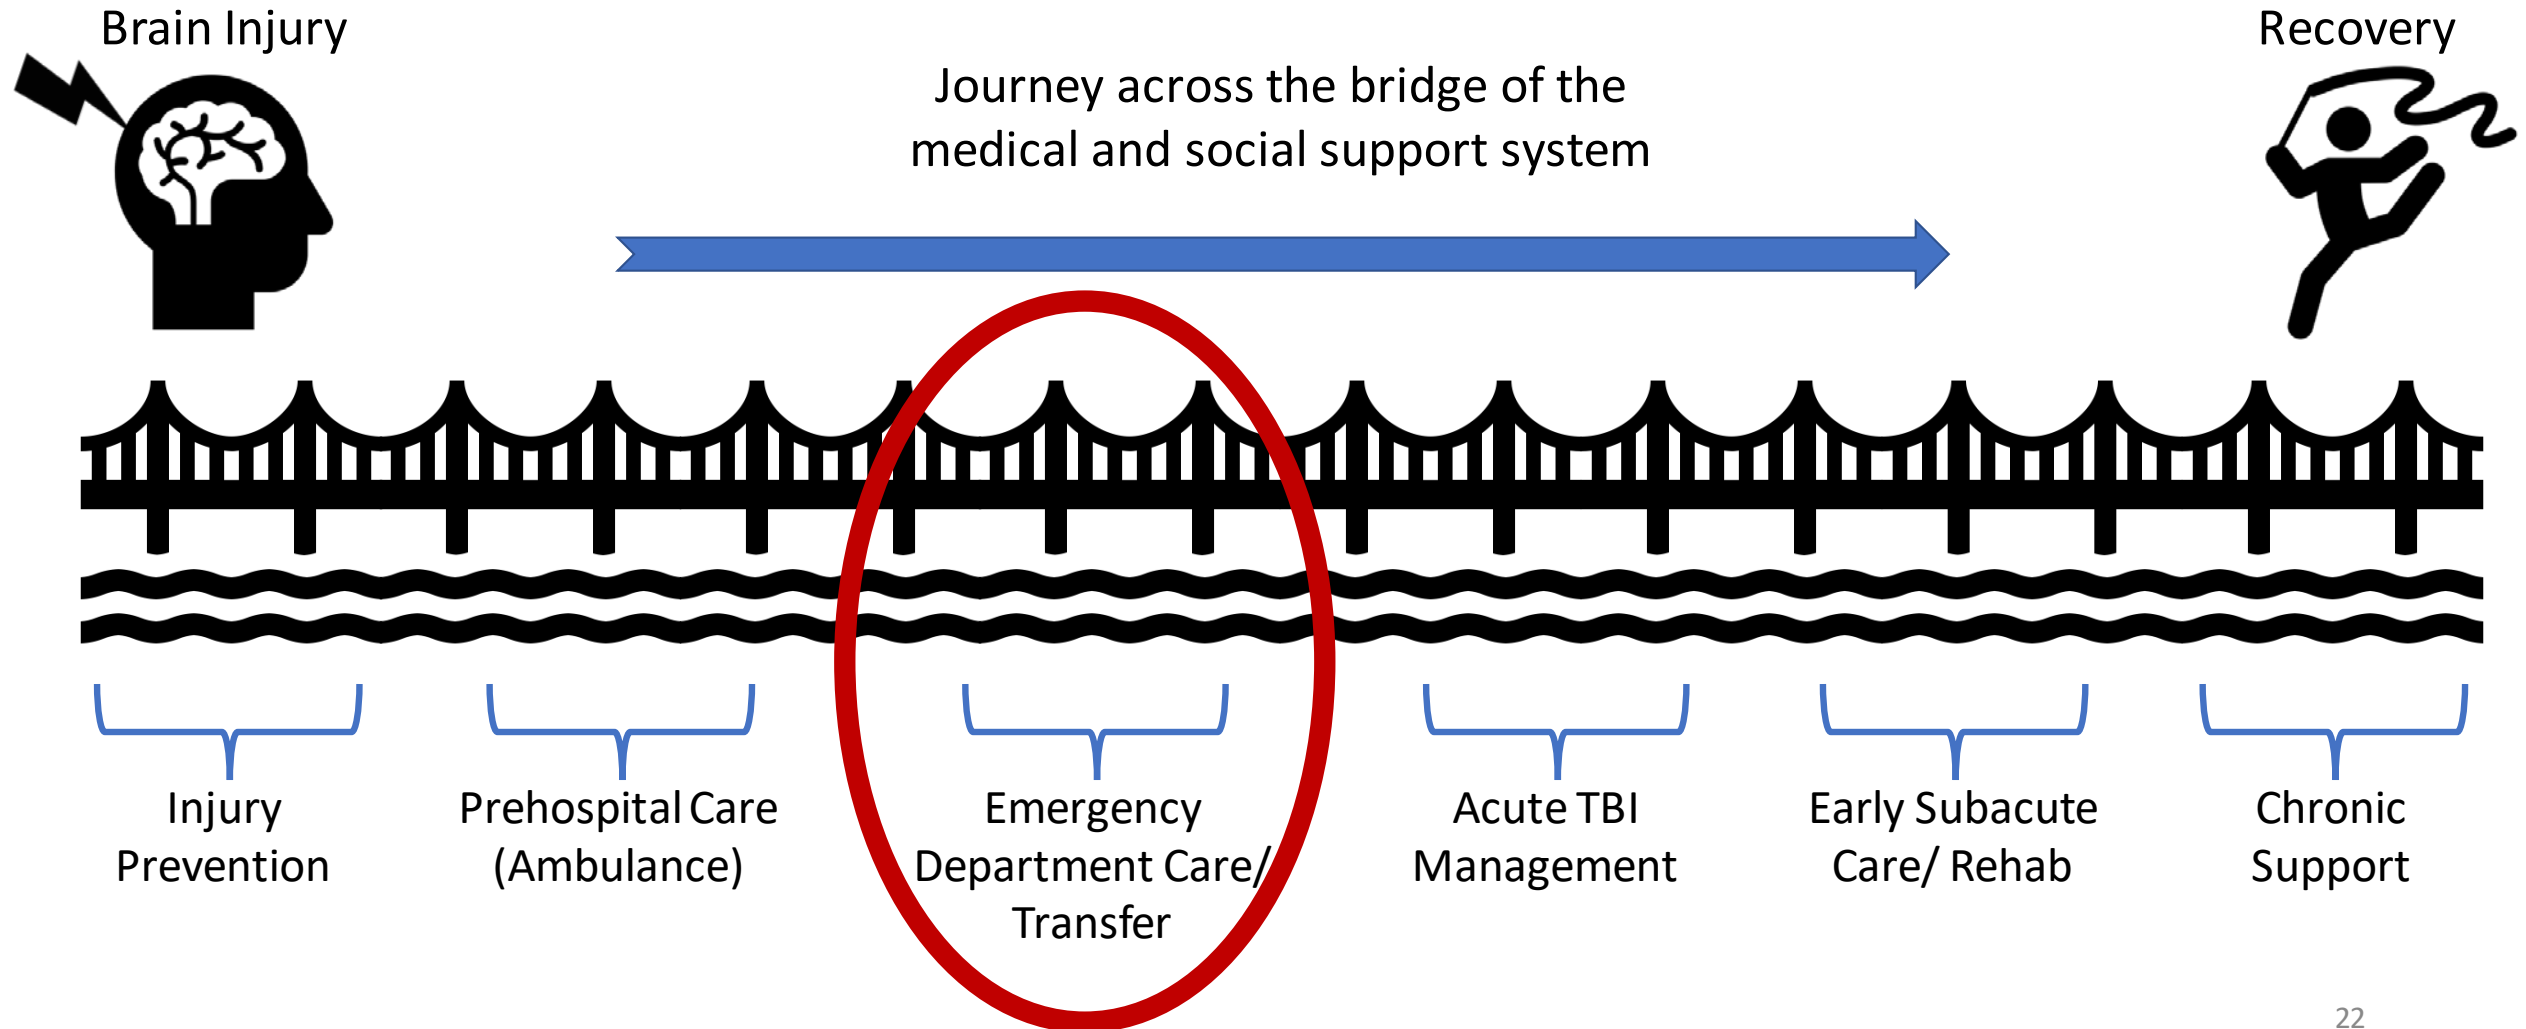 Brain Injury
Recovery
Journey across the bridge of the
medical and social support system
Injury
Prevention
Prehospital Care
(Ambulance)
Emergency
Department Care/
Transfer
Acute TBI
Management
Early Subacute
Care/ Rehab
Chronic
Support
22